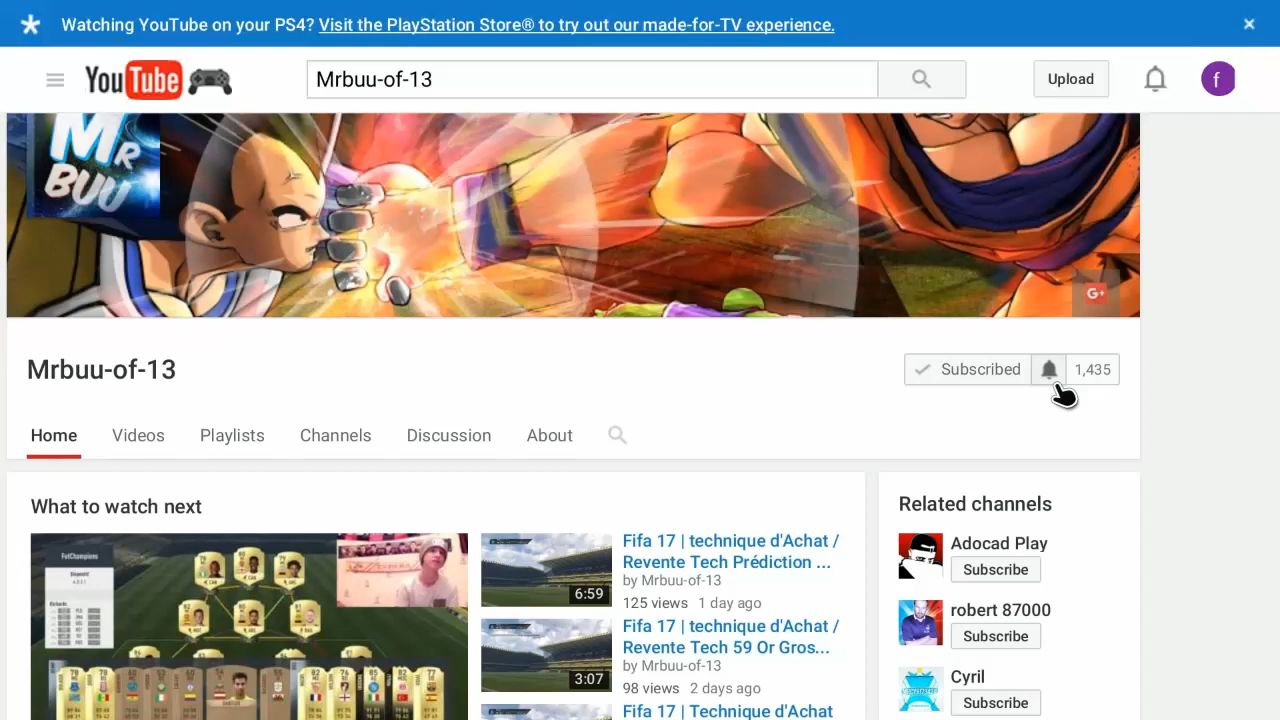 Watching YouTube on your PS4? Visit the PlayStation Store® to try out our made-for-TV experience.
YouTube
Mrbuu-of-13
Upload
f
MR
BUU
G+
Mrbuu-of-13
Subscribed
1,435
Home
Videos
Playlists
Channels
Discussion
About
What to watch next
FutChampions
Fifa 17 | technique d'Achat /
Revente Tech Prédiction ...
by Mrbuu-of-13
125 views 1 day ago
6:59
Fifa 17 | technique d'Achat /
Revente Tech 59 Or Gros...
by Mrbuu-of-13
98 views 2 days ago
3:07
Fifa 17 | Technique d'Achat
Related channels
Adocad Play
Subscribe
robert 87000
Subscribe
Cyril
Subscribe